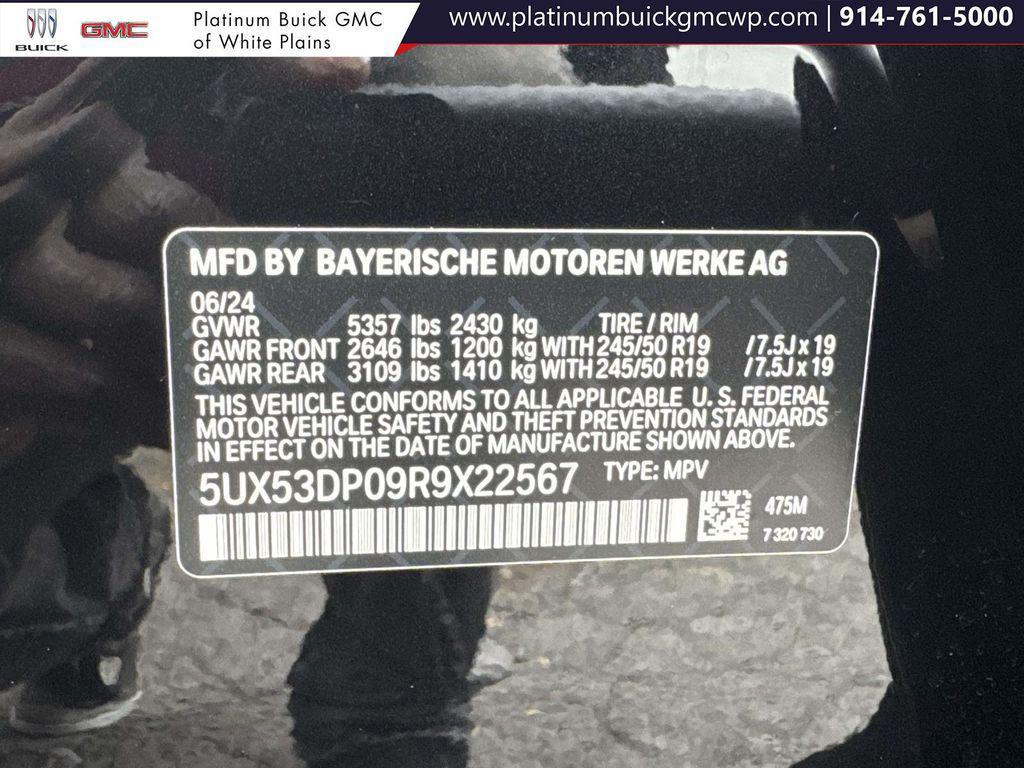 BUICK
GMC
Platinum Buick GMC
of White Plains
www.platinumbuickgmcwp.com | 914-761-5000
MFD BY BAYERISCHE MOTOREN WERKE AG
06/24
GVWR 5357 lbs 2430 kg TIRE / RIM
GAWR FRONT 2646 lbs 1200 kg WITH 245/50 R19 / 7.5J x 19
GAWR REAR 3109 lbs 1410 kg WITH 245/50 R19 / 7.5J x 19
THIS VEHICLE CONFORMS TO ALL APPLICABLE U. S. FEDERAL
MOTOR VEHICLE SAFETY AND THEFT PREVENTION STANDARDS
IN EFFECT ON THE DATE OF MANUFACTURE SHOWN ABOVE.
5UX53DP09R9X22567 TYPE: MPV
475M
7 320 730